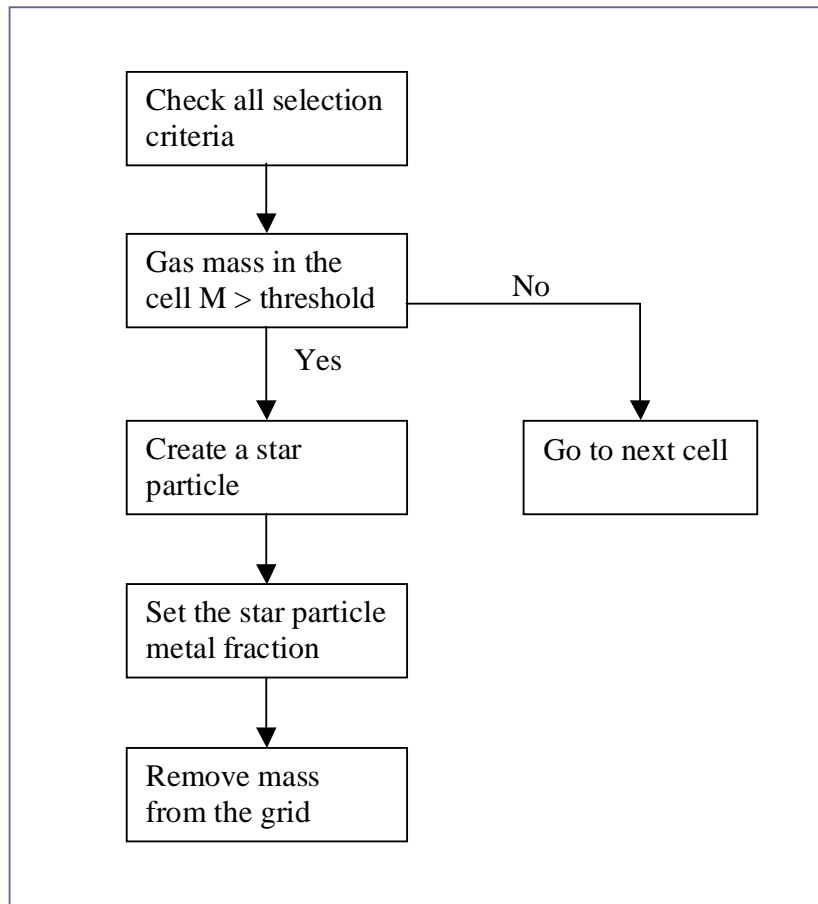 Check all selection
criteria
Gas mass in the
cell M > threshold
No
Yes
Create a star
particle
Go to next cell
Set the star particle
metal fraction
Remove mass
from the grid